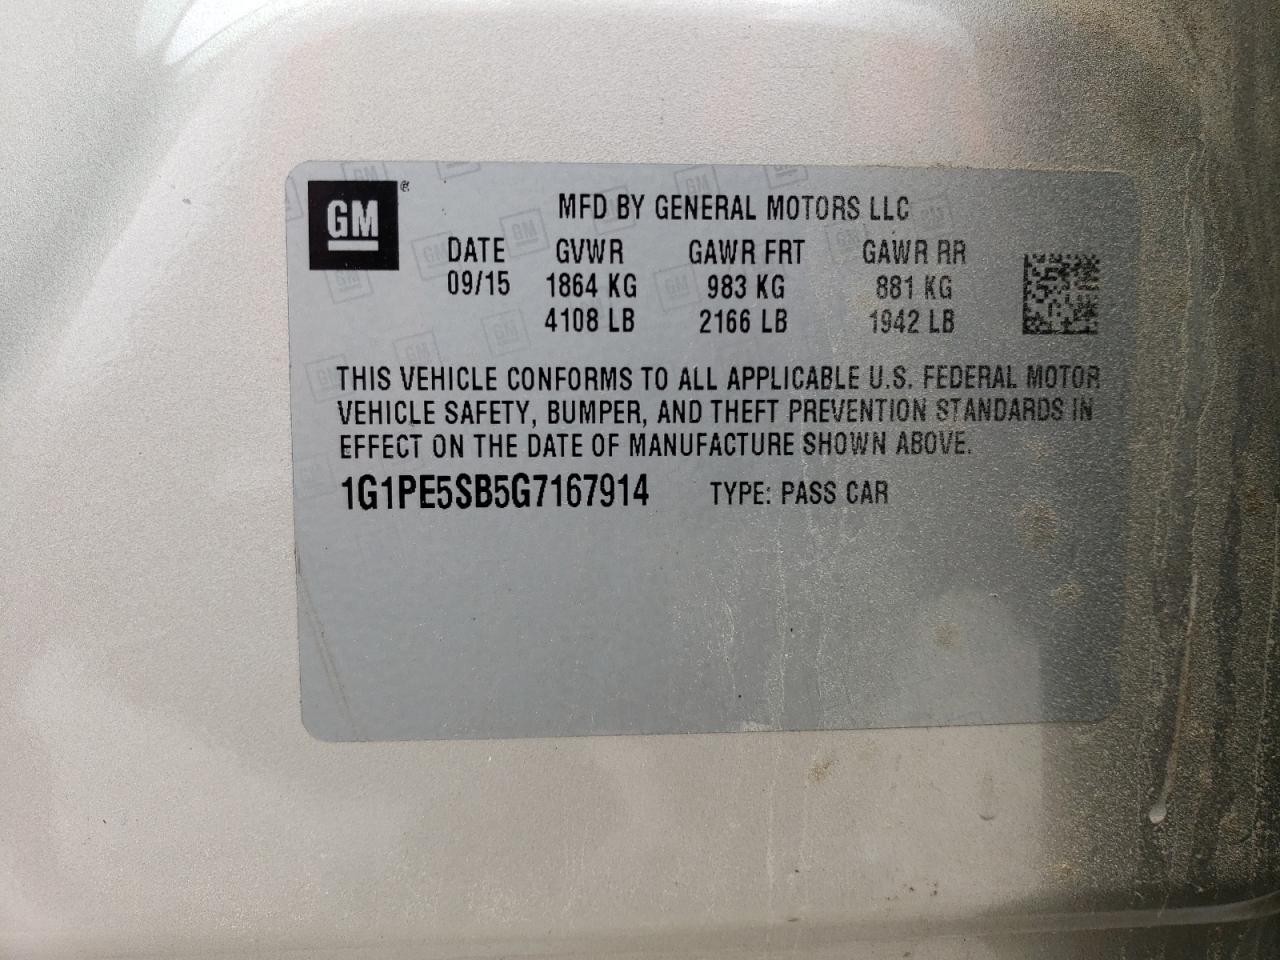 GM ®
MFD BY GENERAL MOTORS LLC
DATE GVWR GAWR FRT GAWR RR
09/15 1864 KG 983 KG 881 KG
4108 LB 2166 LB 1942 LB
THIS VEHICLE CONFORMS TO ALL APPLICABLE U.S. FEDERAL MOTOR
VEHICLE SAFETY, BUMPER, AND THEFT PREVENTION STANDARDS IN
EFFECT ON THE DATE OF MANUFACTURE SHOWN ABOVE.
1G1PE5SB5G7167914 TYPE: PASS CAR